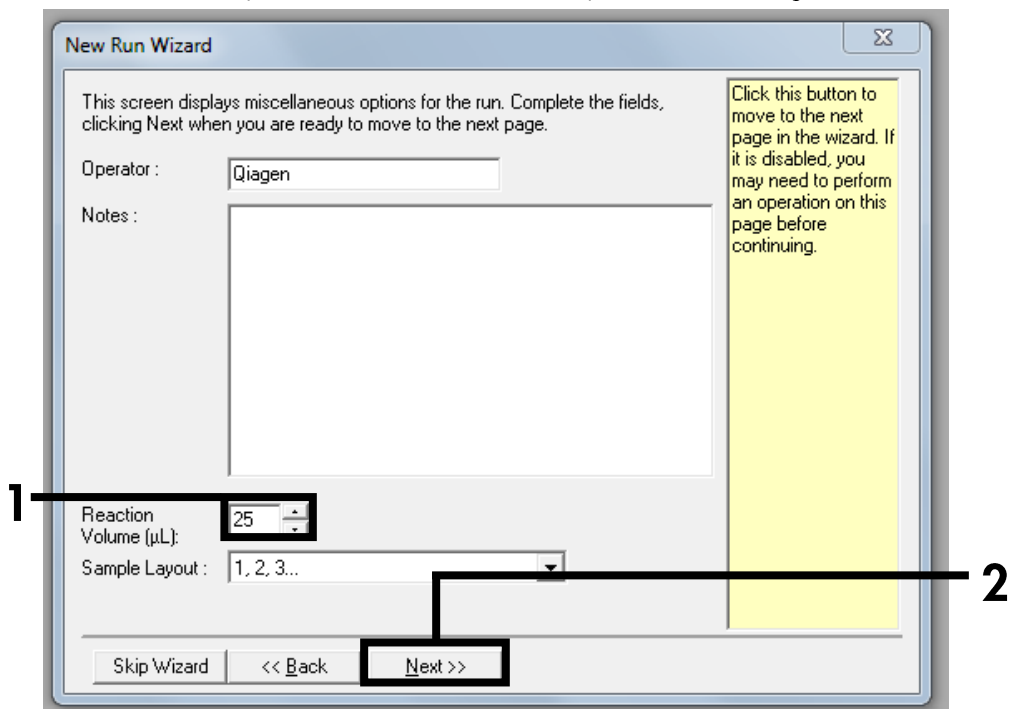 New Run Wizard
This screen displays miscellaneous options for the run. Complete the fields,
clicking Next when you are ready to move to the next page.
Operator :
Qiagen
Notes :
Reaction
Volume (µL):
25
Sample Layout :
1, 2, 3...
Skip Wizard
<< Back
Next >>
Click this button to
move to the next
page in the wizard. If
it is disabled, you
may need to perform
an operation on this
page before
continuing.
1
2